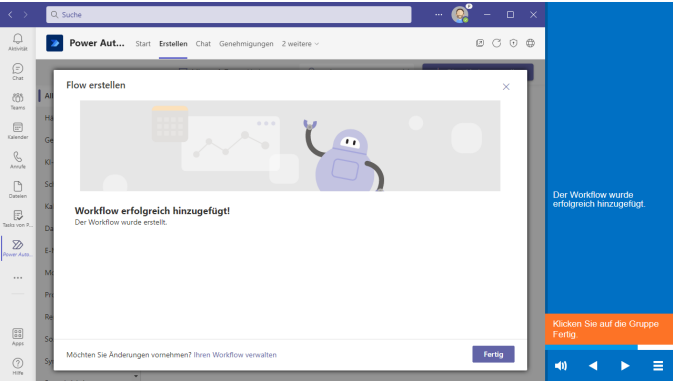 Suche
Aktivität
Chat
Teams
Kalender
Anrufe
Dateien
Tasks von P...
Power Auto...
Apps
Hilfe
Power Aut...
Start
Erstellen
Chat
Genehmigungen
2 weitere
Flow erstellen
Workflow erfolgreich hinzugefügt!
Der Workflow wurde erstellt.
Möchten Sie Änderungen vornehmen? Ihren Workflow verwalten
Fertig
Der Workflow wurde
erfolgreich hinzugefügt.
Klicken Sie auf die Gruppe
Fertig.